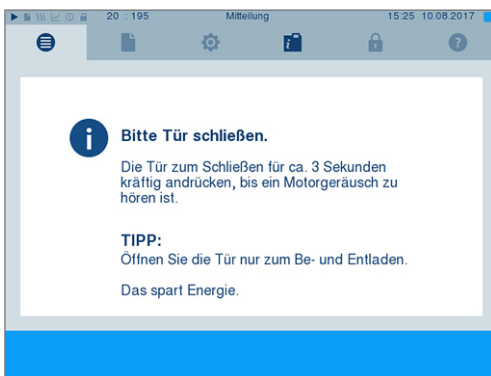 20 : 195 Mitteilung 15:25 10.08.2017
Bitte Tür schließen.
Die Tür zum Schließen für ca. 3 Sekunden
kräftig andrücken, bis ein Motorgeräusch zu
hören ist.
TIPP:
Öffnen Sie die Tür nur zum Be- und Entladen.
Das spart Energie.